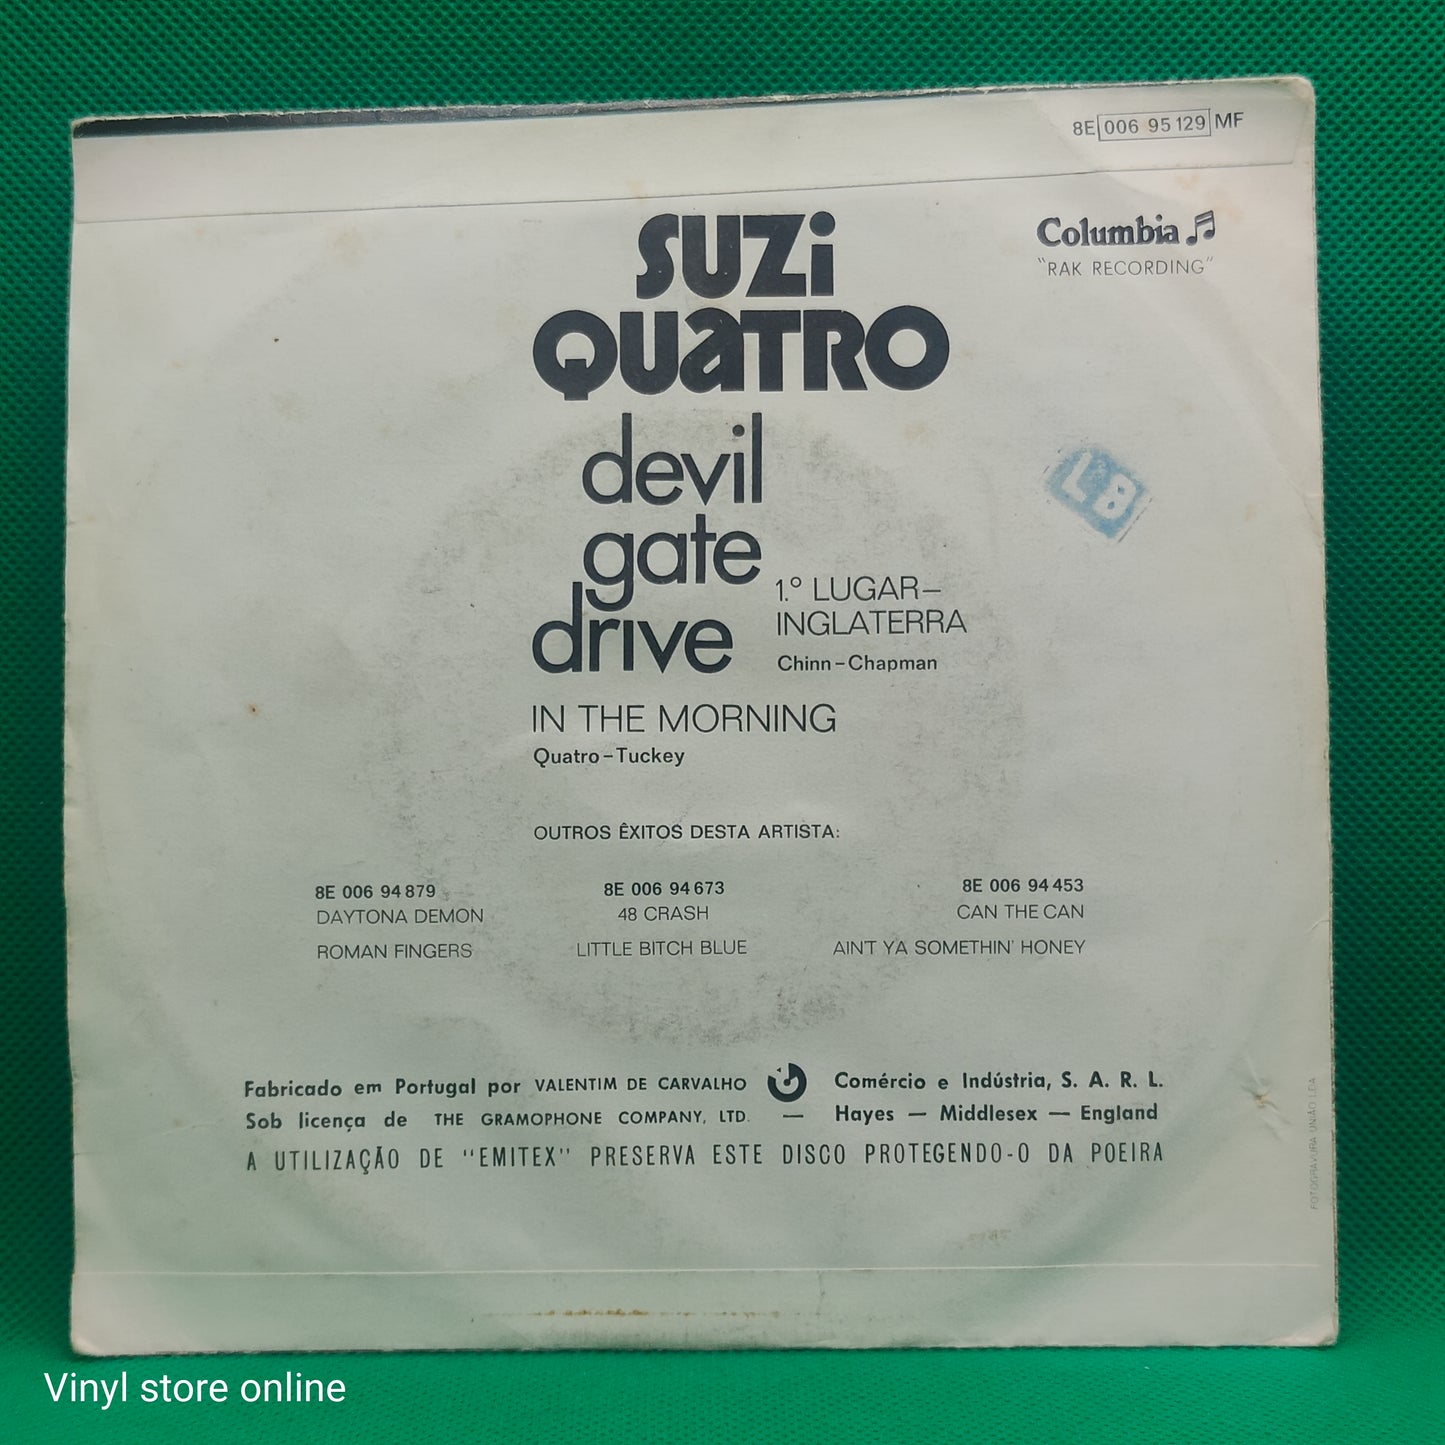 8E 006 95 129 MF
Columbia
"RAK RECORDING"
SUZi
QUATRO
devil
gate
drive
1.º LUGAR–
INGLATERRA
Chinn – Chapman
IN THE MORNING
Quatro – Tuckey
LB
OUTROS ÊXITOS DESTA ARTISTA:
8E 006 94 879
DAYTONA DEMON
ROMAN FINGERS
8E 006 94 673
48 CRASH
LITTLE BITCH BLUE
8E 006 94 453
CAN THE CAN
AIN'T YA SOMETHIN' HONEY
Fabricado em Portugal por VALENTIM DE CARVALHO Comércio e Indústria, S. A. R. L.
Sob licença de THE GRAMOPHONE COMPANY, LTD. — Hayes — Middlesex — England
A UTILIZAÇÃO DE "EMITEX" PRESERVA ESTE DISCO PROTEGENDO-O DA POEIRA
FOTOGRAVURA UNIÃO LDA
Vinyl store online